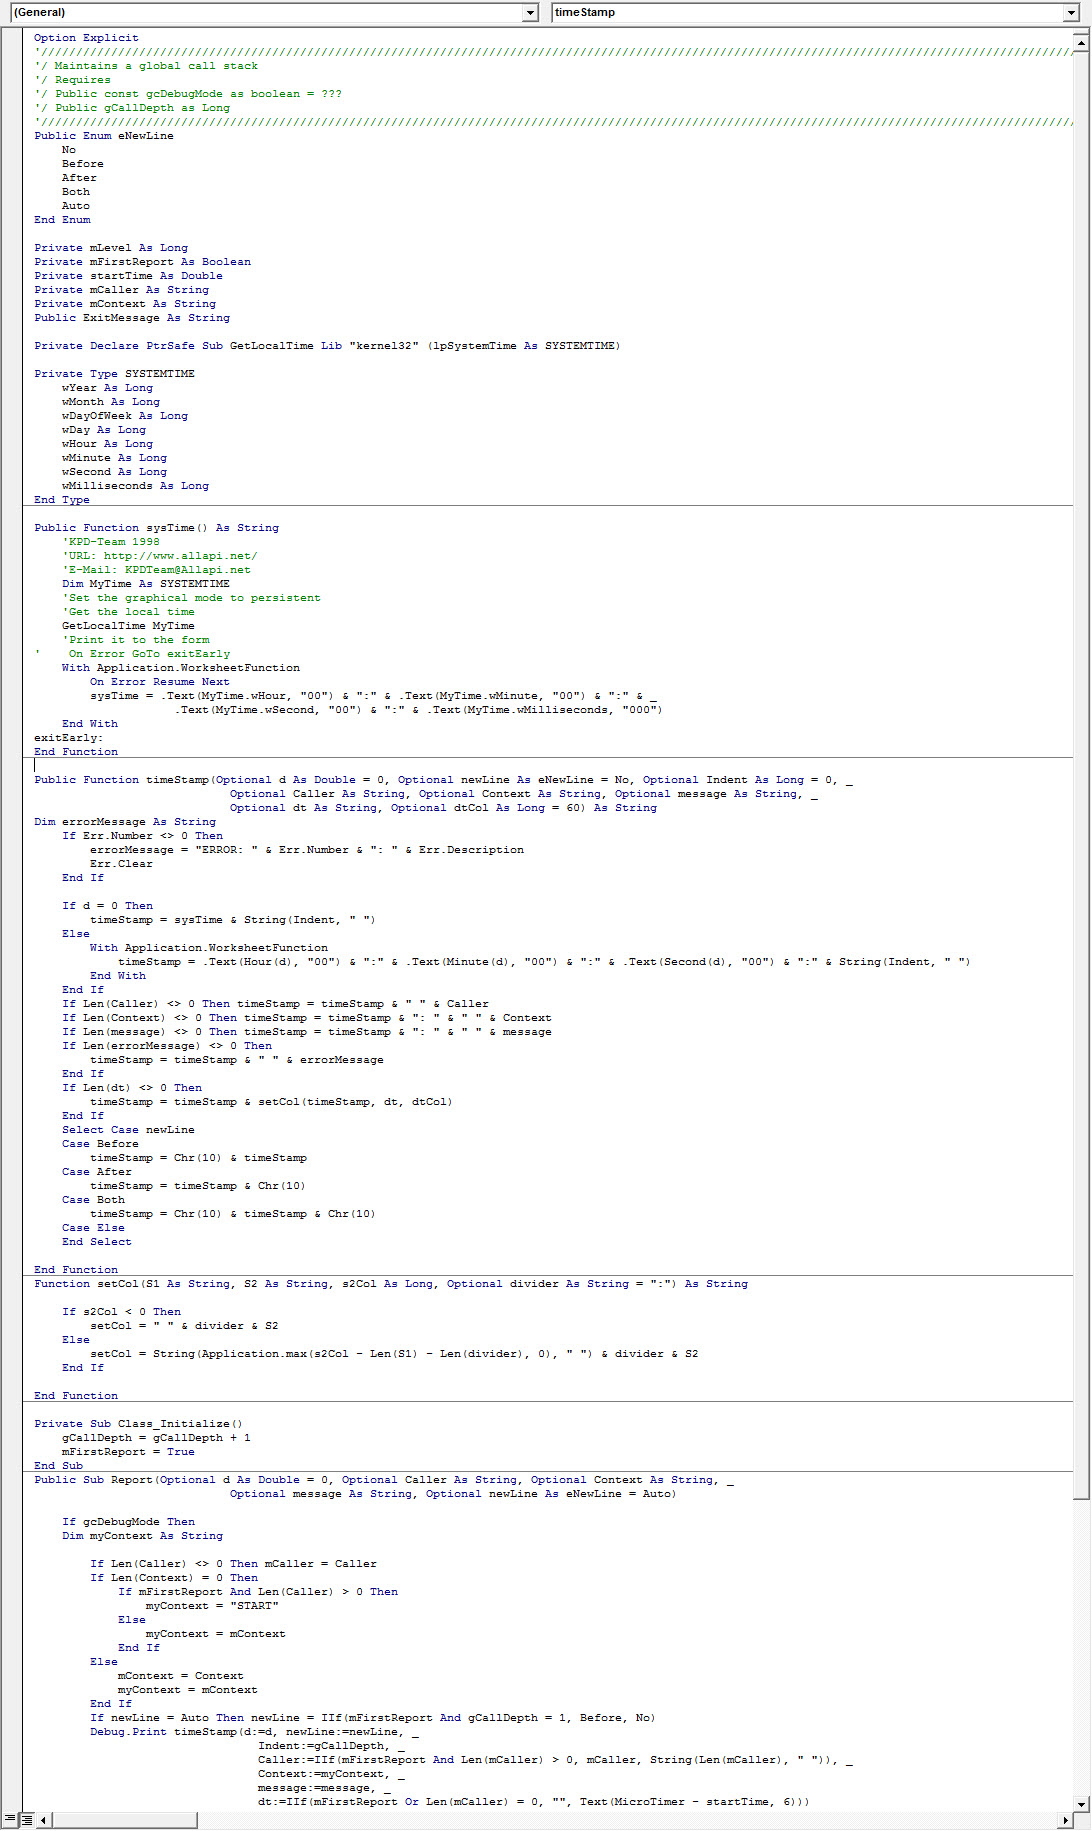 (General) timeStamp
Option Explicit
'///////////////////////////////////////////////////////////////////////////////////////////////////////////////////////////////////////////////////
'/ Maintains a global call stack
'/ Requires
'/ Public const gcDebugMode as boolean = ???
'/ Public gCallDepth as Long
'///////////////////////////////////////////////////////////////////////////////////////////////////////////////////////////////////////////////////
Public Enum eNewLine
    No
    Before
    After
    Both
    Auto
End Enum

Private mLevel As Long
Private mFirstReport As Boolean
Private startTime As Double
Private mCaller As String
Private mContext As String
Public ExitMessage As String

Private Declare PtrSafe Sub GetLocalTime Lib "kernel32" (lpSystemTime As SYSTEMTIME)

Private Type SYSTEMTIME
    wYear As Long
    wMonth As Long
    wDayOfWeek As Long
    wDay As Long
    wHour As Long
    wMinute As Long
    wSecond As Long
    wMilliseconds As Long
End Type

Public Function sysTime() As String
    'KPD-Team 1998
    'URL: http://www.allapi.net/
    'E-Mail: KPDTeam@Allapi.net
    Dim MyTime As SYSTEMTIME
    'Set the graphical mode to persistent
    'Get the local time
    GetLocalTime MyTime
    'Print it to the form
'    On Error GoTo exitEarly
    With Application.WorksheetFunction
        On Error Resume Next
        sysTime = .Text(MyTime.wHour, "00") & ":" & .Text(MyTime.wMinute, "00") & ":" & _
                    .Text(MyTime.wSecond, "00") & ":" & .Text(MyTime.wMilliseconds, "000")
    End With
exitEarly:
End Function

Public Function timeStamp(Optional d As Double = 0, Optional newLine As eNewLine = No, Optional Indent As Long = 0, _
                            Optional Caller As String, Optional Context As String, Optional message As String, _
                            Optional dt As String, Optional dtCol As Long = 60) As String
Dim errorMessage As String
    If Err.Number <> 0 Then
        errorMessage = "ERROR: " & Err.Number & ": " & Err.Description
        Err.Clear
    End If

    If d = 0 Then
        timeStamp = sysTime & String(Indent, " ")
    Else
        With Application.WorksheetFunction
            timeStamp = .Text(Hour(d), "00") & ":" & .Text(Minute(d), "00") & ":" & .Text(Second(d), "00") & ":" & String(Indent, " ")
        End With
    End If
    If Len(Caller) <> 0 Then timeStamp = timeStamp & " " & Caller
    If Len(Context) <> 0 Then timeStamp = timeStamp & ": " & " " & Context
    If Len(message) <> 0 Then timeStamp = timeStamp & ": " & " " & message
    If Len(errorMessage) <> 0 Then
        timeStamp = timeStamp & " " & errorMessage
    End If
    If Len(dt) <> 0 Then
        timeStamp = timeStamp & setCol(timeStamp, dt, dtCol)
    End If
    Select Case newLine
    Case Before
        timeStamp = Chr(10) & timeStamp
    Case After
        timeStamp = timeStamp & Chr(10)
    Case Both
        timeStamp = Chr(10) & timeStamp & Chr(10)
    Case Else
    End Select

End Function
Function setCol(S1 As String, S2 As String, s2Col As Long, Optional divider As String = ":") As String

    If s2Col < 0 Then
        setCol = " " & divider & S2
    Else
        setCol = String(Application.max(s2Col - Len(S1) - Len(divider), 0), " ") & divider & S2
    End If

End Function

Private Sub Class_Initialize()
    gCallDepth = gCallDepth + 1
    mFirstReport = True
End Sub
Public Sub Report(Optional d As Double = 0, Optional Caller As String, Optional Context As String, _
                            Optional message As String, Optional newLine As eNewLine = Auto)

    If gcDebugMode Then
    Dim myContext As String

        If Len(Caller) <> 0 Then mCaller = Caller
        If Len(Context) = 0 Then
            If mFirstReport And Len(Caller) > 0 Then
                myContext = "START"
            Else
                myContext = mContext
            End If
        Else
            mContext = Context
            myContext = mContext
        End If
        If newLine = Auto Then newLine = IIf(mFirstReport And gCallDepth = 1, Before, No)
        Debug.Print timeStamp(d:=d, newLine:=newLine, _
                                Indent:=gCallDepth, _
                                Caller:=IIf(mFirstReport And Len(mCaller) > 0, mCaller, String(Len(mCaller), " ")), _
                                Context:=myContext, _
                                message:=message, _
                                dt:=IIf(mFirstReport Or Len(mCaller) = 0, "", Text(MicroTimer - startTime, 6)))